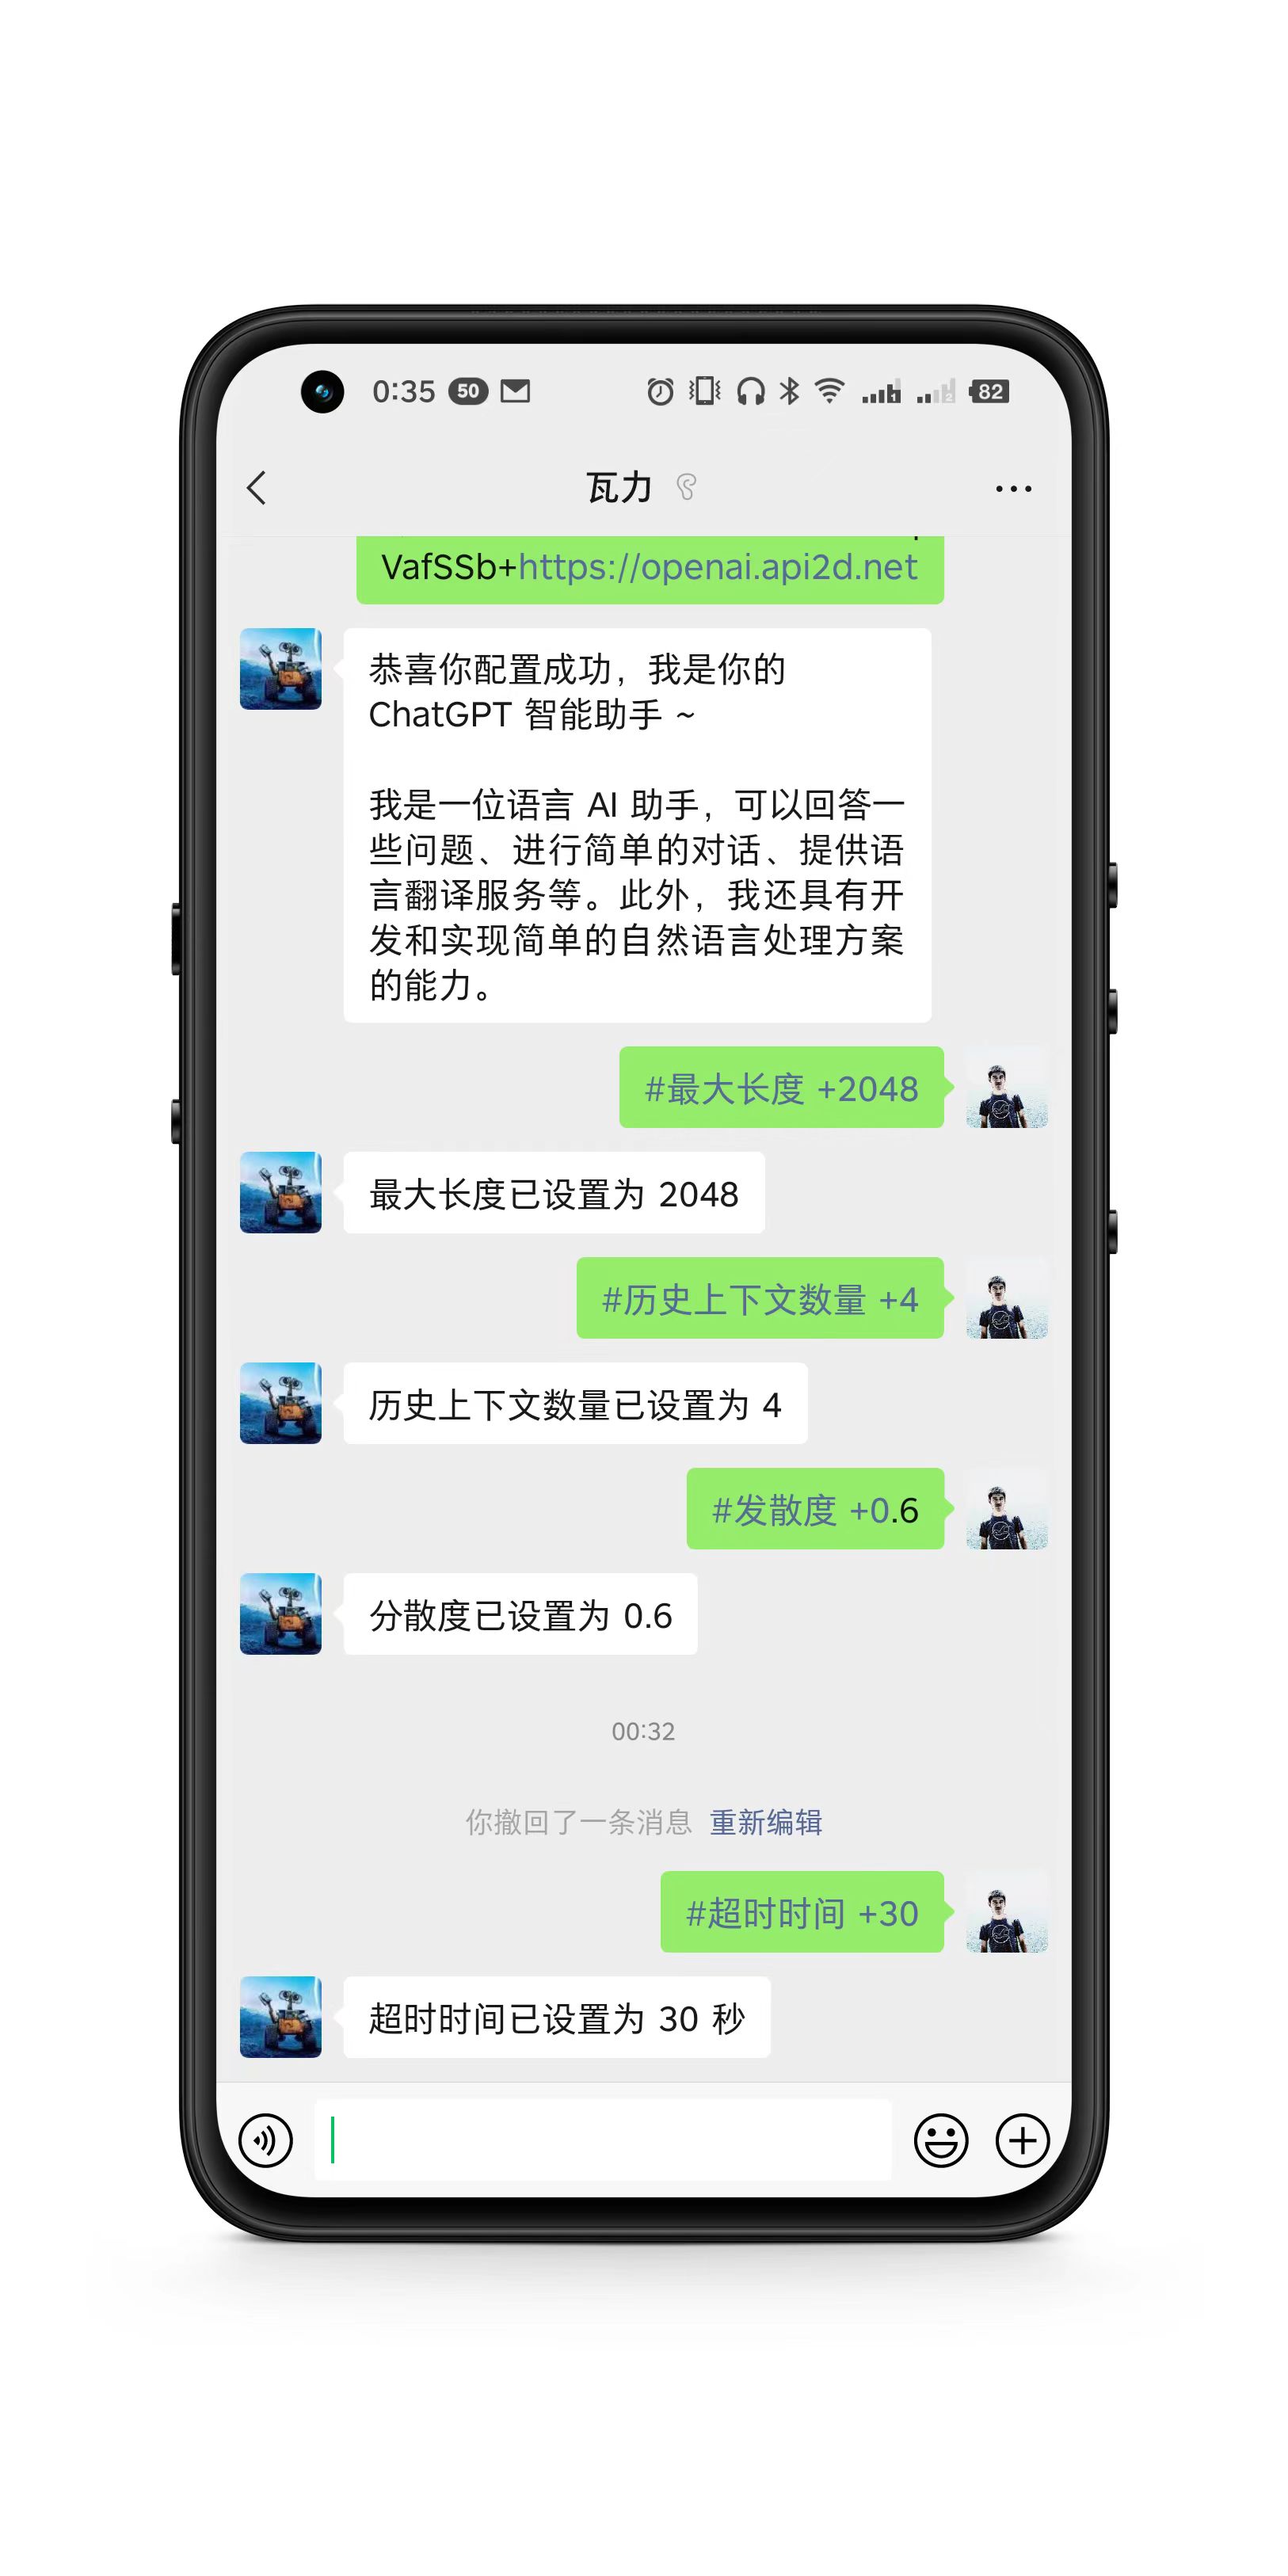 0:35 50 1 2 82
瓦力
VafSSb+https://openai.api2d.net
恭喜你配置成功，我是你的
ChatGPT 智能助手 ~
我是一位语言 AI 助手，可以回答一
些问题、进行简单的对话、提供语
言翻译服务等。此外，我还具有开
发和实现简单的自然语言处理方案
的能力。
#最大长度 +2048
最大长度已设置为 2048
#历史上下文数量 +4
历史上下文数量已设置为 4
#发散度 +0.6
分散度已设置为 0.6
00:32
你撤回了一条消息 重新编辑
#超时时间 +30
超时时间已设置为 30 秒